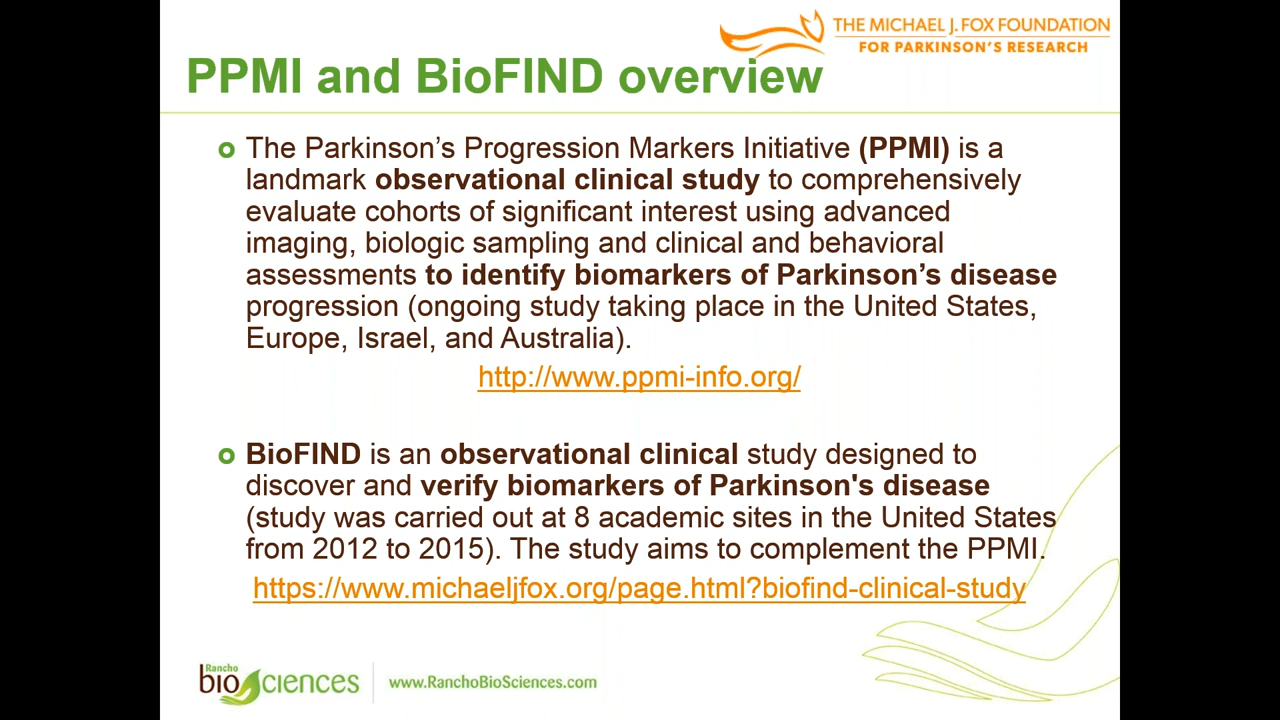 THE MICHAEL J. FOX FOUNDATION
FOR PARKINSON'S RESEARCH
PPMI and BioFIND overview
The Parkinson’s Progression Markers Initiative (PPMI) is a
landmark observational clinical study to comprehensively
evaluate cohorts of significant interest using advanced
imaging, biologic sampling and clinical and behavioral
assessments to identify biomarkers of Parkinson’s disease
progression (ongoing study taking place in the United States,
Europe, Israel, and Australia).
http://www.ppmi-info.org/
BioFIND is an observational clinical study designed to
discover and verify biomarkers of Parkinson's disease
(study was carried out at 8 academic sites in the United States
from 2012 to 2015). The study aims to complement the PPMI.
https://www.michaeljfox.org/page.html?biofind-clinical-study
Rancho
bioSciences
www.RanchoBioSciences.com